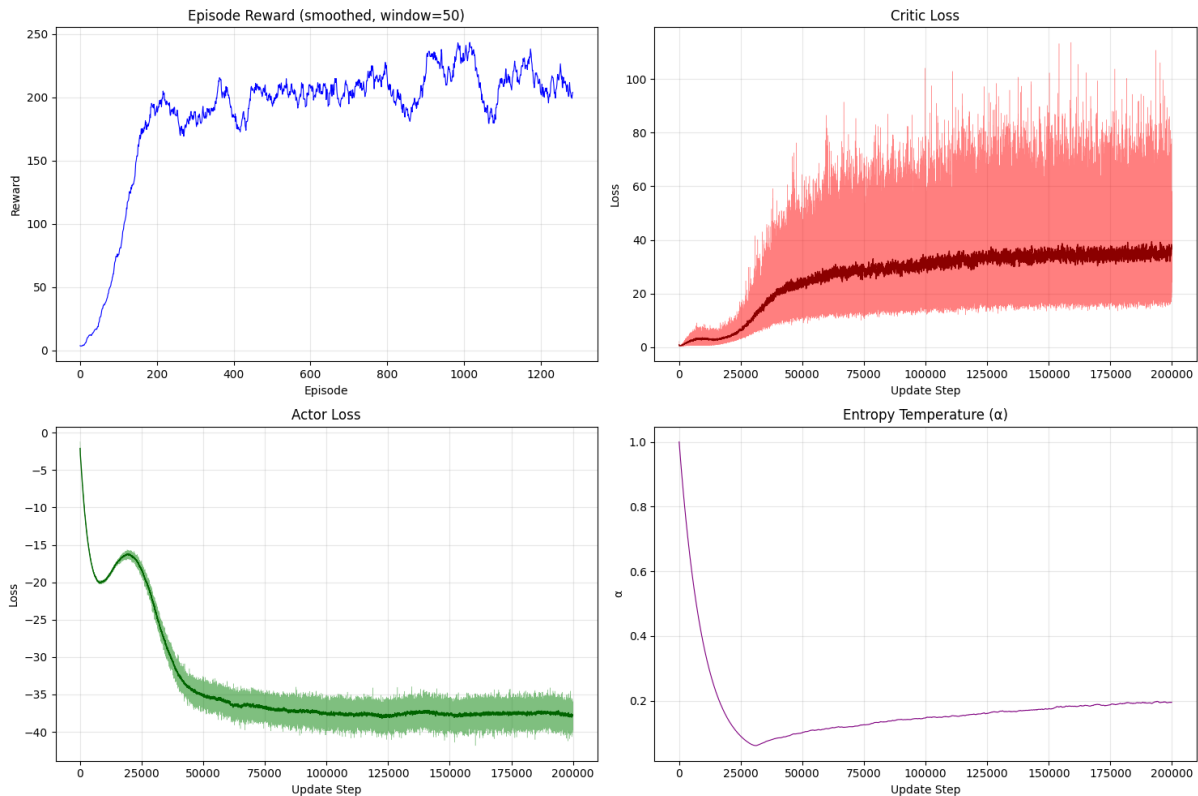 Episode Reward (smoothed, window=50)
250
200
150
100
50
0
Reward
0 200 400 600 800 1000 1200
Episode
Critic Loss
100
80
60
40
20
0
Loss
0 25000 50000 75000 100000 125000 150000 175000 200000
Update Step
Actor Loss
0
−5
−10
−15
−20
−25
−30
−35
−40
Loss
0 25000 50000 75000 100000 125000 150000 175000 200000
Update Step
Entropy Temperature (α)
1.0
0.8
0.6
0.4
0.2
α
0 25000 50000 75000 100000 125000 150000 175000 200000
Update Step